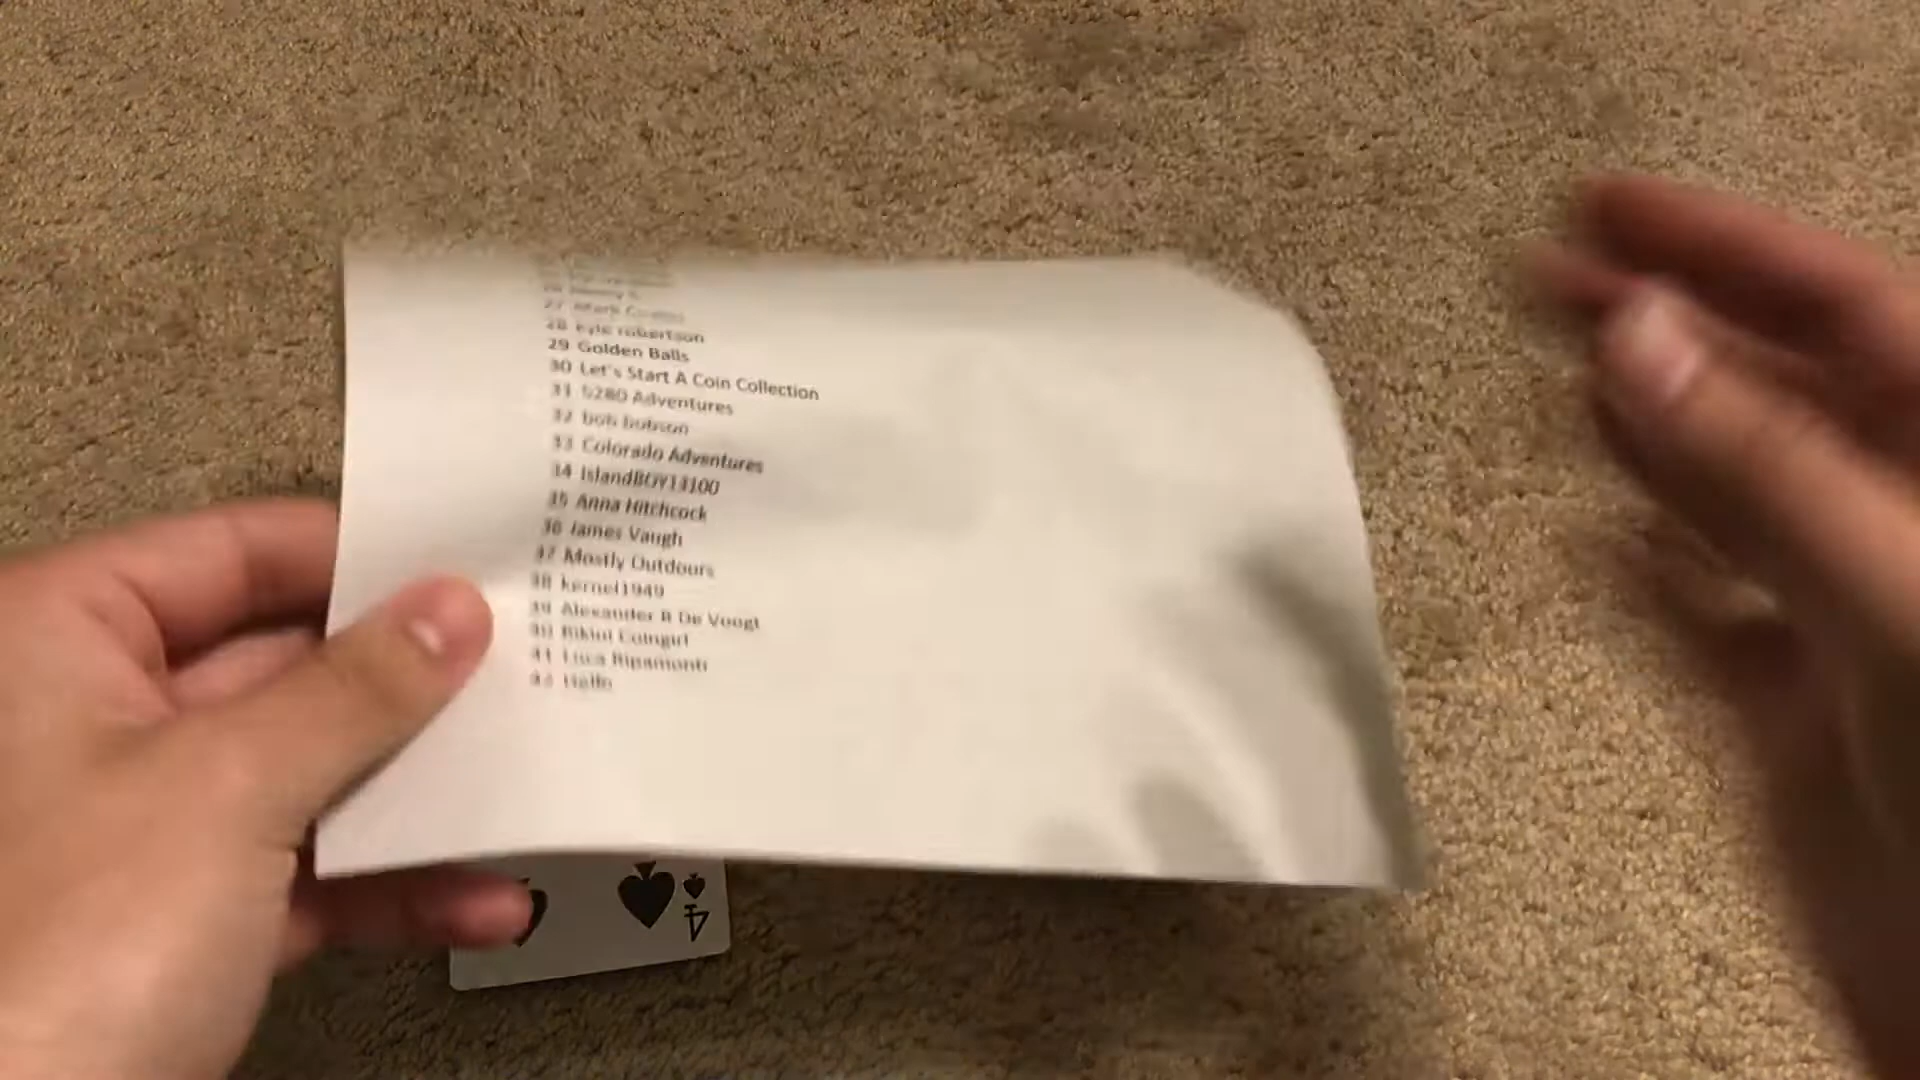 28 kyle robertson
29 Golden Balls
30 Let's Start A Coin Collection
31 5280 Adventures
32 bob bobson
33 Colorado Adventures
34 IslandBOY13100
35 Anna Hitchcock
36 James Vaugh
37 Mostly Outdoors
38 kernel1949
39 Alexander R De Voogt
40 Bikini Coingirl
41 Luca Ripamonti
42
4